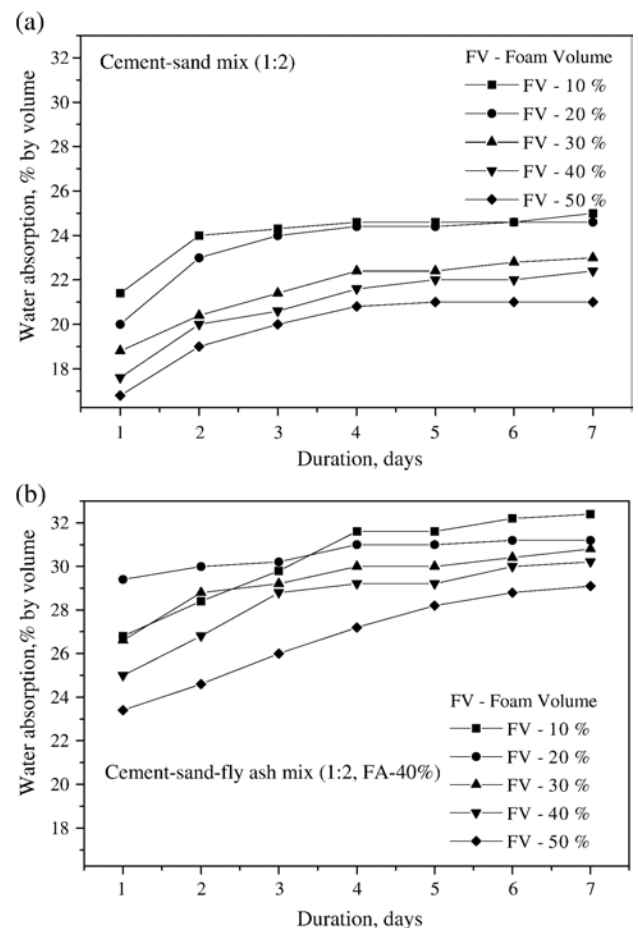 (a)
Cement-sand mix (1:2)
FV - Foam Volume
FV - 10 %
FV - 20 %
FV - 30 %
FV - 40 %
FV - 50 %
Water absorption, % by volume
32
30
28
26
24
22
20
18
1 2 3 4 5 6 7
Duration, days
(b)
Water absorption,% by volume
32
30
28
26
24
22
20
18
FV - Foam Volume
FV - 10 %
FV - 20 %
FV - 30 %
FV - 40 %
FV - 50 %
Cement-sand-fly ash mix (1:2, FA-40%)
1 2 3 4 5 6 7
Duration, days